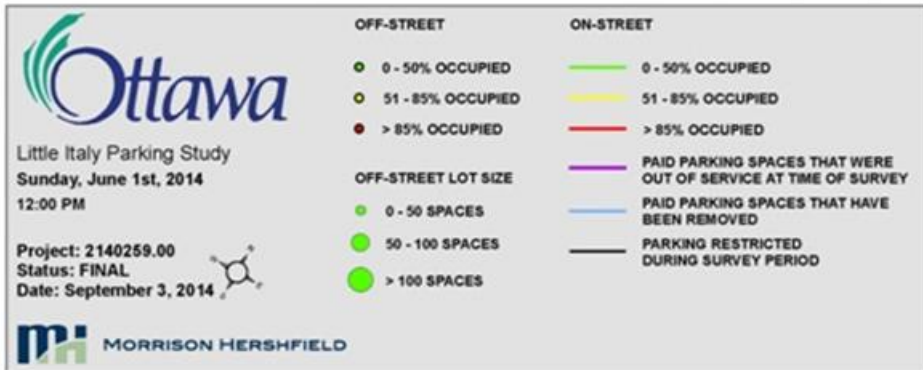 Ottawa
Little Italy Parking Study
Sunday, June 1st, 2014
12:00 PM
Project: 2140259.00
Status: FINAL
Date: September 3, 2014
MORRISON HERSHFIELD
OFF-STREET
0 - 50% OCCUPIED
51 - 85% OCCUPIED
> 85% OCCUPIED
OFF-STREET LOT SIZE
0 - 50 SPACES
50 - 100 SPACES
> 100 SPACES
ON-STREET
0 - 50% OCCUPIED
51 - 85% OCCUPIED
> 85% OCCUPIED
PAID PARKING SPACES THAT WERE
OUT OF SERVICE AT TIME OF SURVEY
PAID PARKING SPACES THAT HAVE
BEEN REMOVED
PARKING RESTRICTED
DURING SURVEY PERIOD